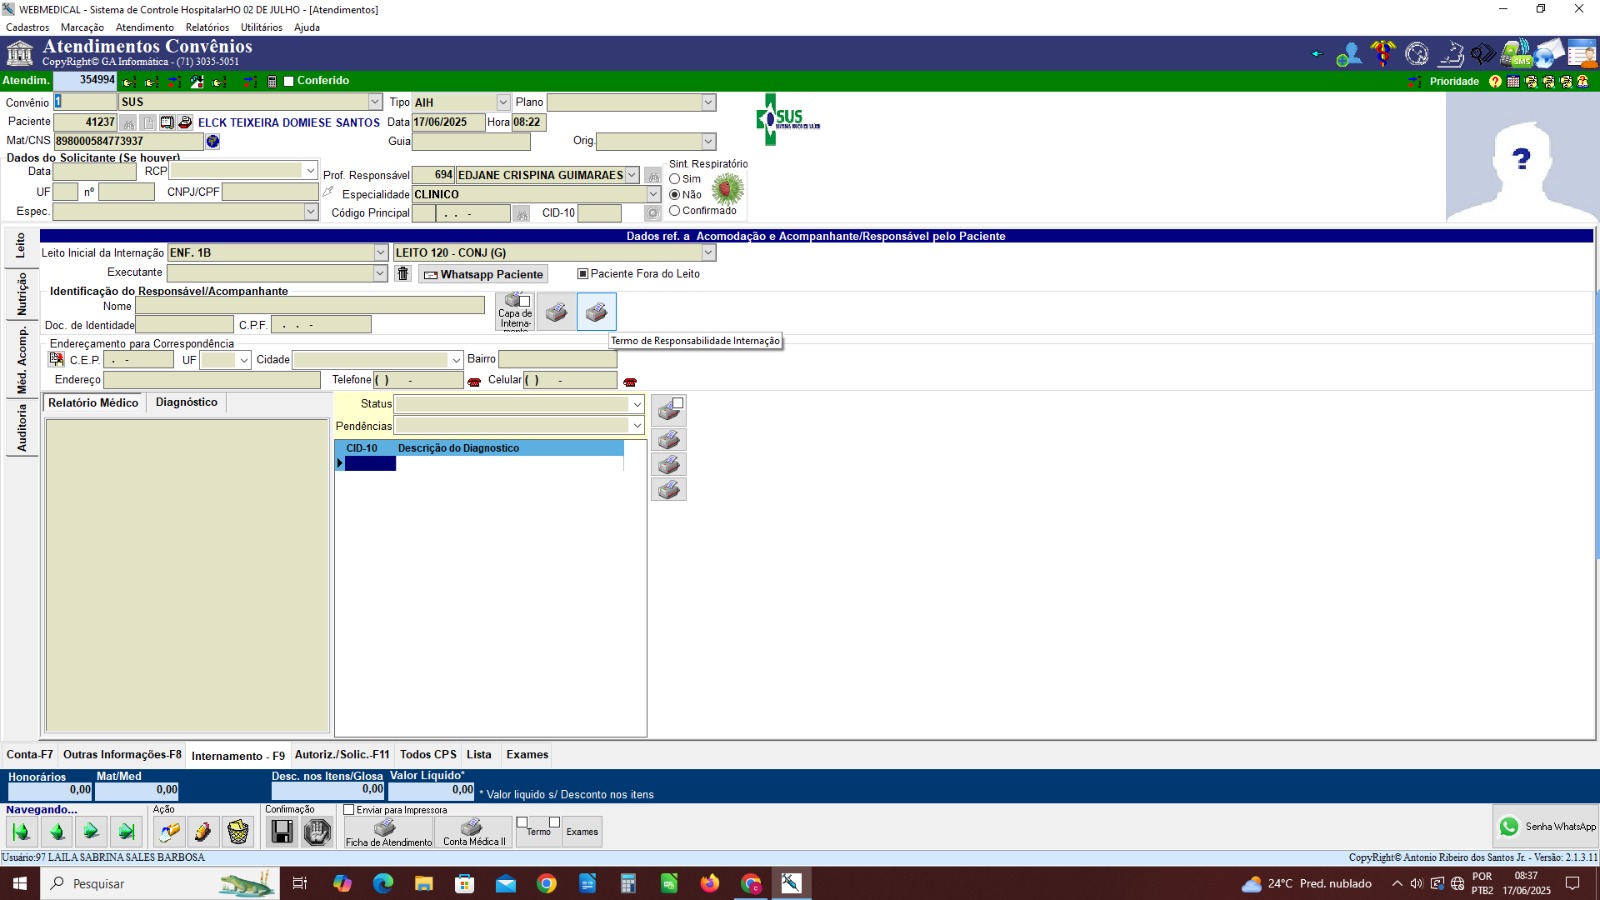 WEBMEDICAL - Sistema de Controle HospitalarHO 02 DE JULHO - [Atendimentos]
Cadastros Marcação Atendimento Relatórios Utilitários Ajuda
Atendimentos Convênios
CopyRight© GA Informática - (71) 3035-5051
Atendim. 354994 Conferido Prioridade
Convênio 1 SUS Tipo AIH Plano
Paciente 41237 ELCK TEIXEIRA DOMIESE SANTOS Data 17/06/2025 Hora 08:22
SUS
Mat/CNS 898000584773937 Guia Orig.
Dados do Solicitante (Se houver)
Data RCP Prof. Responsável 694 EDJANE CRISPINA GUIMARAES
Sint. Respiratório
Sim
Não
Confirmado
UF nº CNPJ/CPF Especialidade CLINICO
Espec. Código Principal . . - CID-10
Leito
Nutrição
Méd. Acomp.
Auditoria
Dados ref. a Acomodação e Acompanhante/Responsável pelo Paciente
Leito Inicial da Internação ENF. 1B LEITO 120 - CONJ (G)
Executante Whatsapp Paciente Paciente Fora do Leito
Identificação do Responsável/Acompanhante
Nome
Doc. de Identidade C.P.F. . . -
Capa de
Interna-
mento
Termo de Responsabilidade Internação
Endereçamento para Correspondência
C.E.P. . - UF Cidade Bairro
Endereço Telefone ( ) - Celular ( ) -
Relatório Médico Diagnóstico
Status
Pendências
CID-10 Descrição do Diagnostico
Conta-F7 Outras Informações-F8 Internamento - F9 Autoriz./Solic.-F11 Todos CPS Lista Exames
Honorários Mat/Med Desc. nos Itens/Glosa Valor Líquido*
0,00 0,00 0,00 0,00 * Valor liquido s/ Desconto nos itens
Navegando... Ação Confirmação Enviar para Impressora
Ficha de Atendimento Conta Médica II Termo Exames
Senha WhatsApp
Usuário:97 LAILA SABRINA SALES BARBOSA CopyRight© Antonio Ribeiro dos Santos Jr. - Versão: 2.1.3.11
Pesquisar 24°C Pred. nublado POR PTB2 08:37 17/06/2025